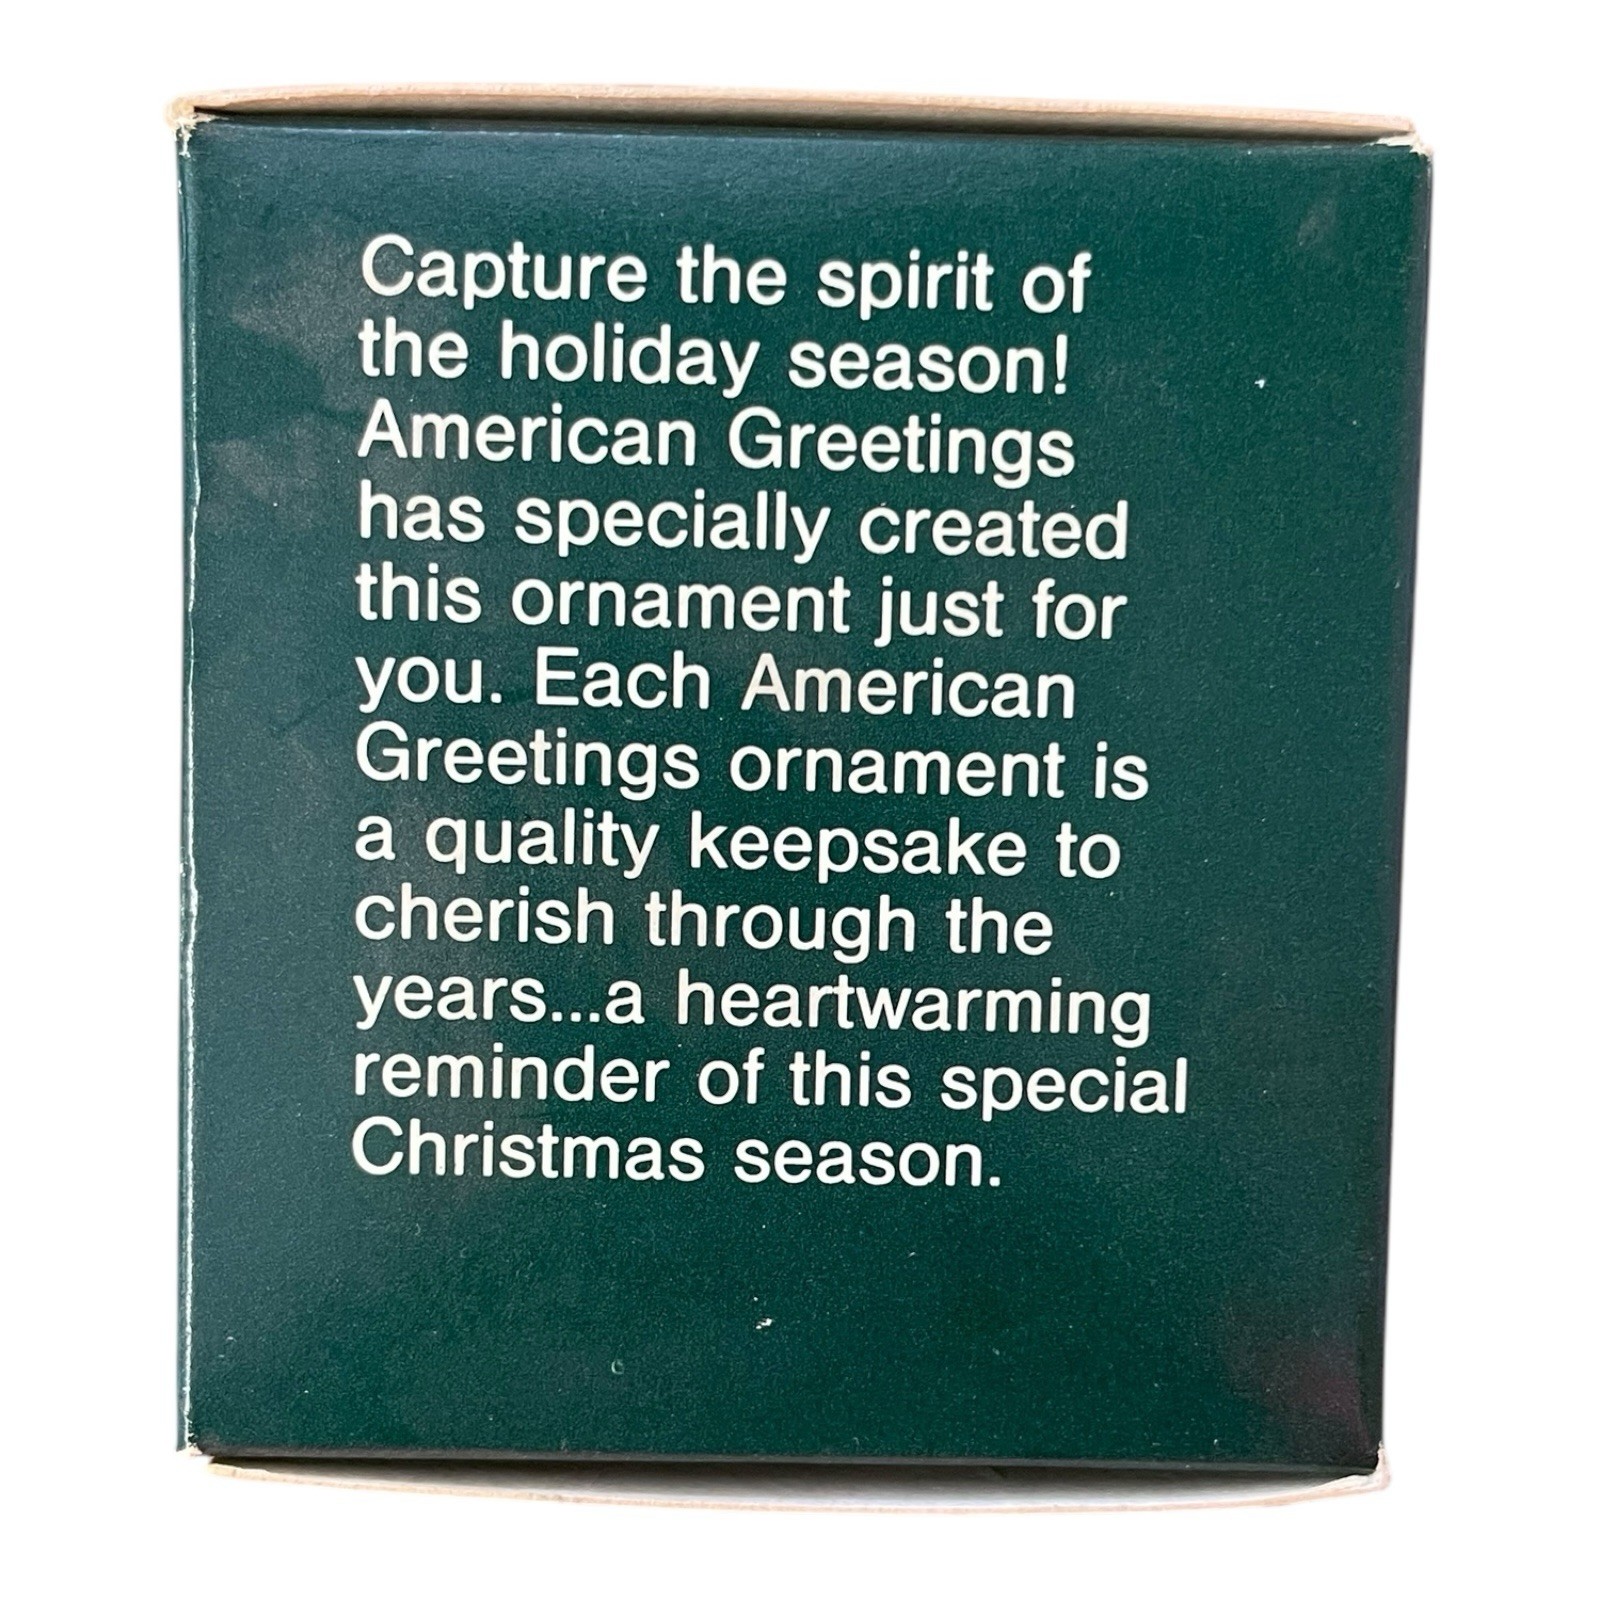 Capture the spirit of
the holiday season!
American Greetings
has specially created
this ornament just for
you. Each American
Greetings ornament is
a quality keepsake to
cherish through the
years...a heartwarming
reminder of this special
Christmas season.